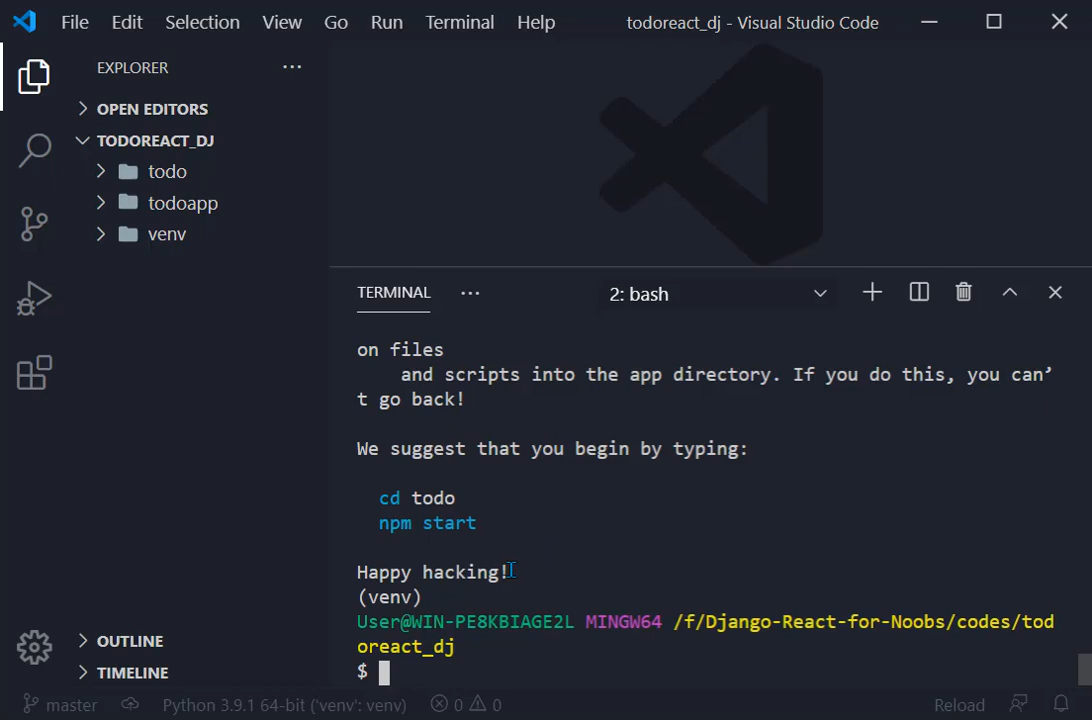 File Edit Selection View Go Run Terminal Help todoreact_dj - Visual Studio Code
EXPLORER
OPEN EDITORS
TODOREACT_DJ
todo
todoapp
venv
OUTLINE
TIMELINE
TERMINAL 2: bash
on files
and scripts into the app directory. If you do this, you can’
t go back!
We suggest that you begin by typing:
cd todo
npm start
Happy hacking!
(venv)
User@WIN-PE8KBIAGE2L MINGW64 /f/Django-React-for-Noobs/codes/tod
oreact_dj
$
master Python 3.9.1 64-bit ('venv': venv) 0 0 Reload